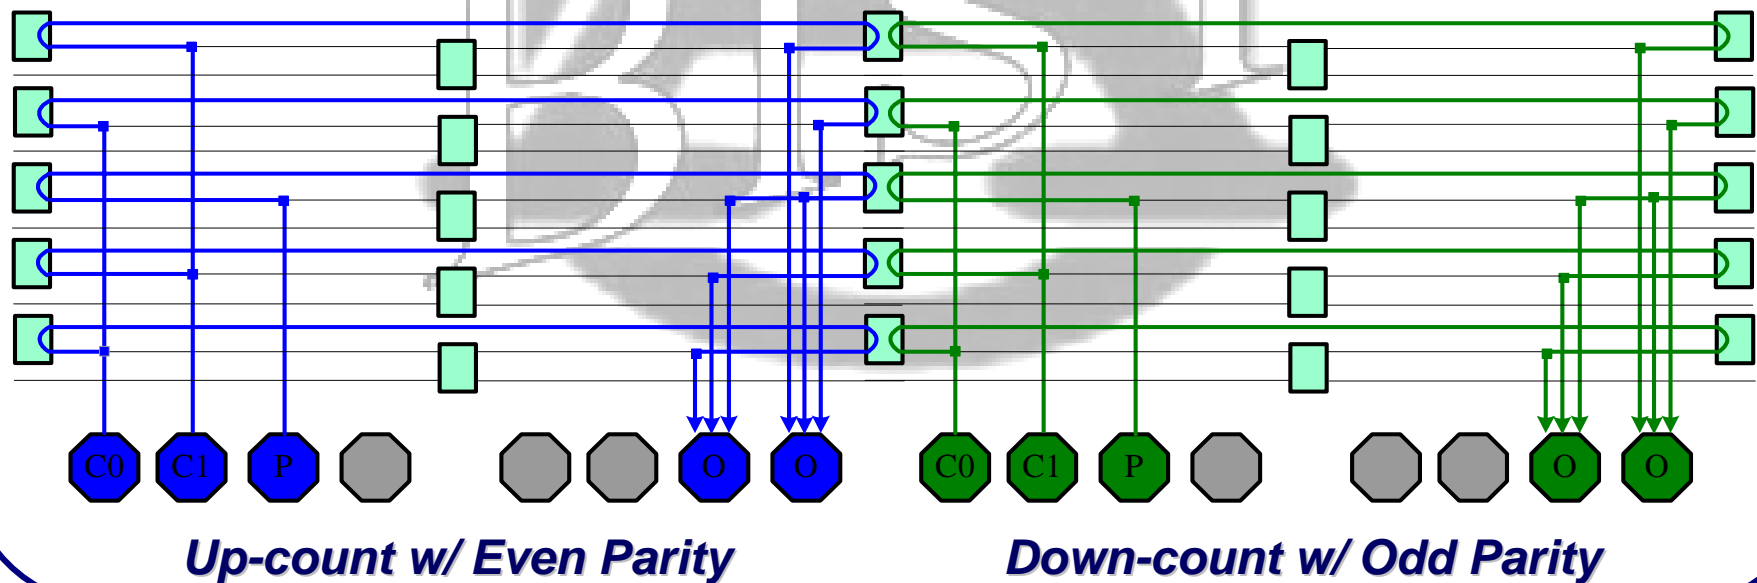 C0 C1 P O O C0 C1 P O O
Up-count w/ Even Parity Down-count w/ Odd Parity